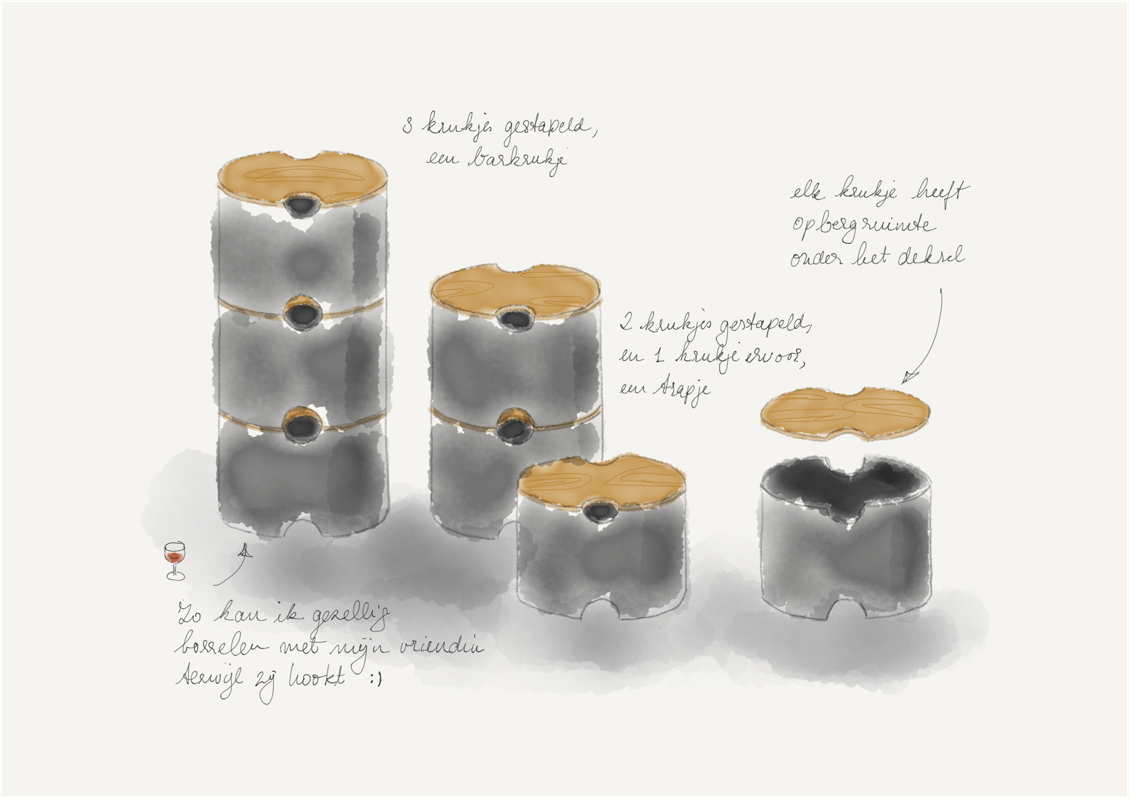 3 krukjes gestapeld,
een barkrukje
elk krukje heeft
opbergruimte
onder het deksel
2 krukjes gestapeld,
en 1 krukje ervoor,
een trapje
Zo kan ik gezellig
borrelen met mijn vriendin
terwijl zij kookt :)